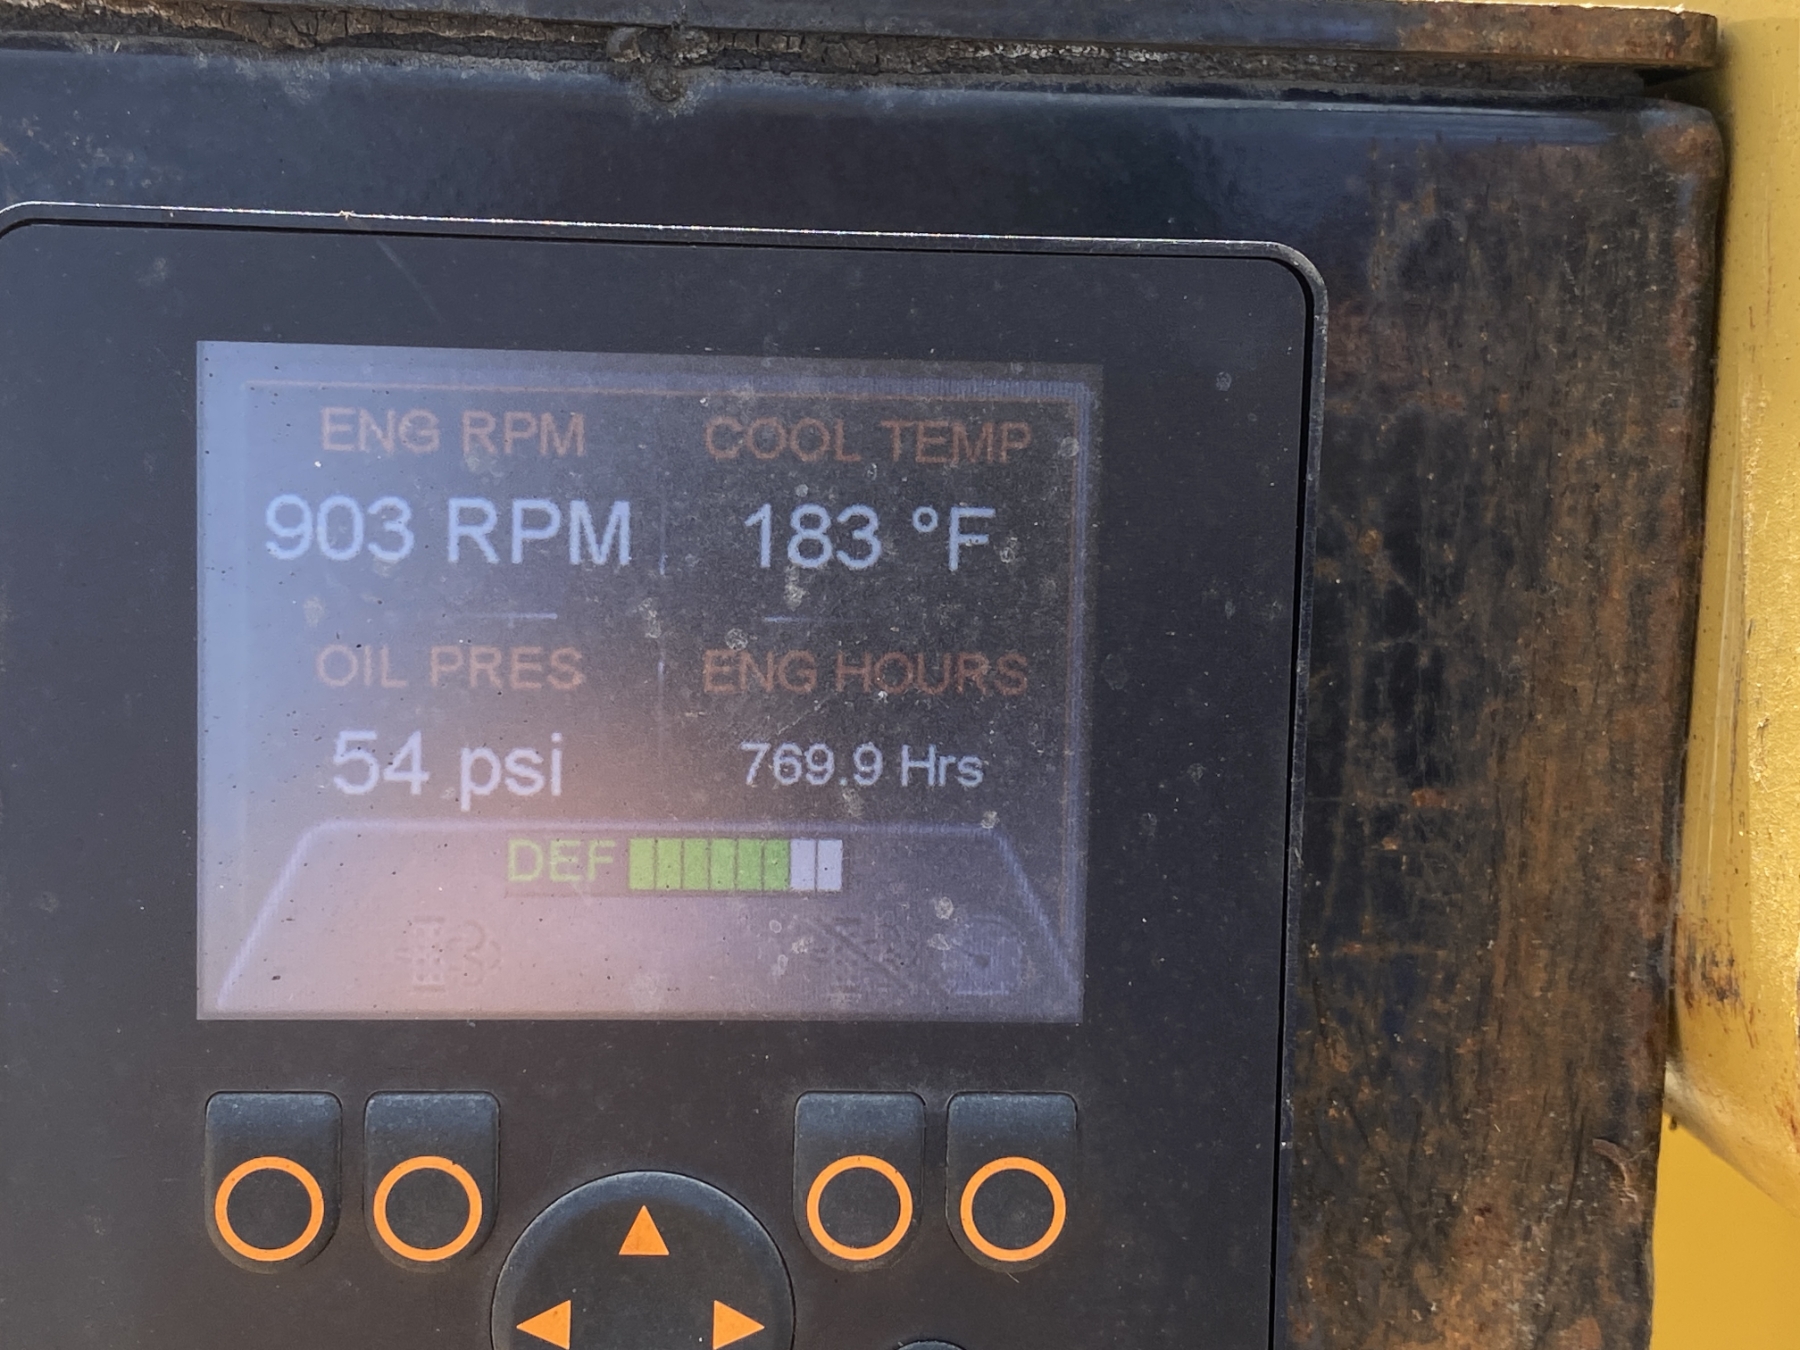 ENG RPM
COOL TEMP
903 RPM
183 °F
OIL PRES
ENG HOURS
54 psi
769.9 Hrs
DEF